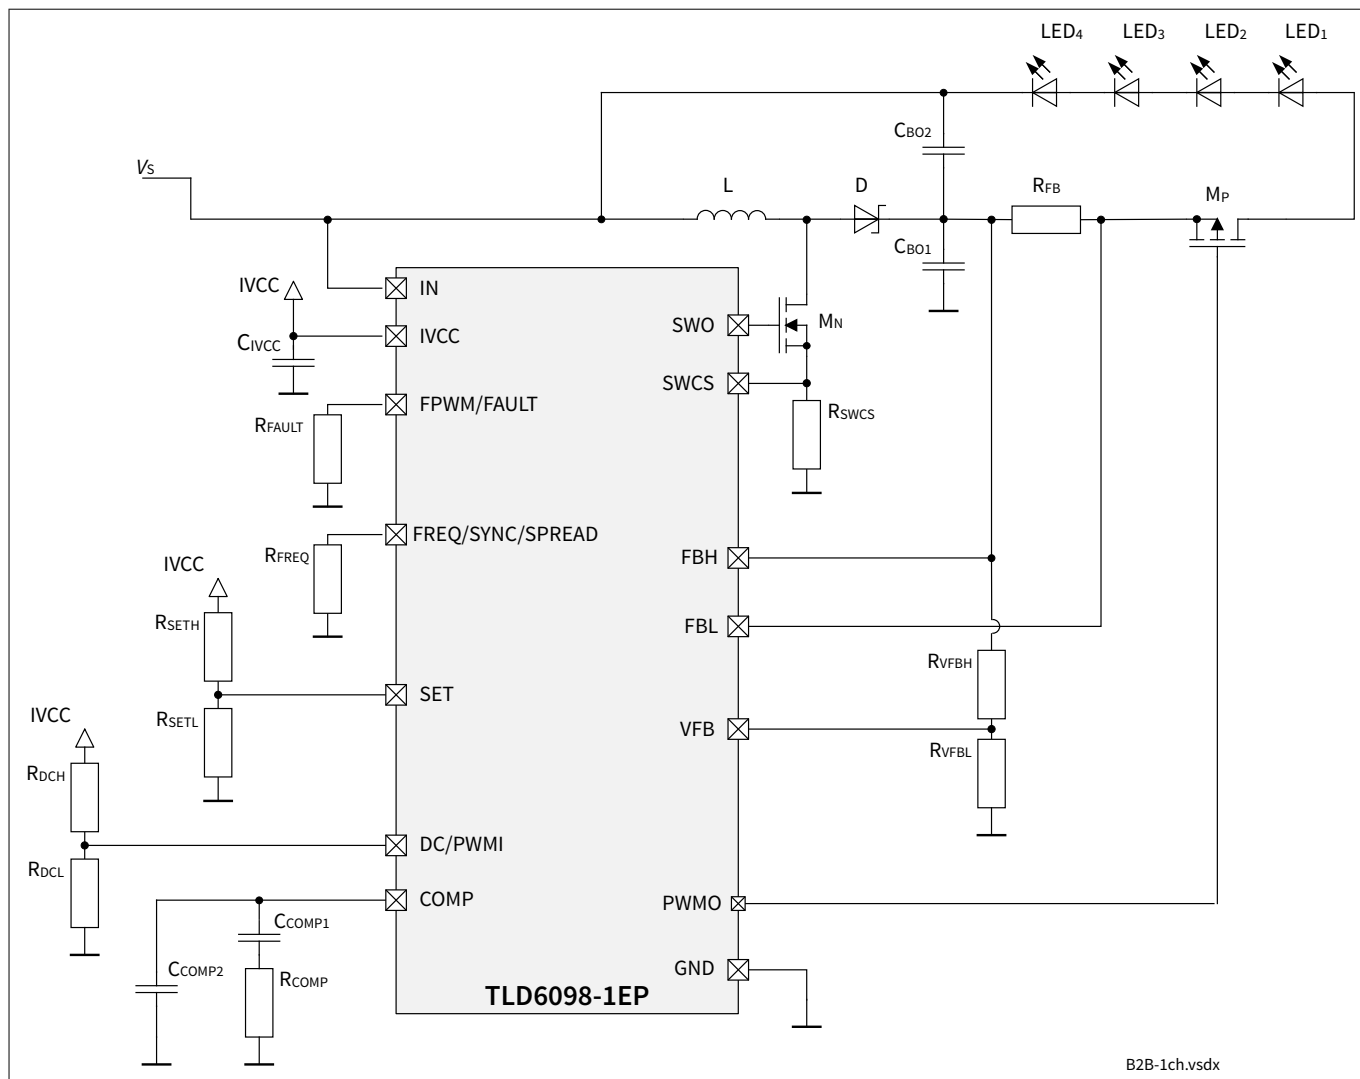 LED4 LED3 LED2 LED1
CBO2
VS
L D RFB MP
CBO1
IVCC
IN
SWO MN
CIVCC IVCC
SWCS
FPWM/FAULT
RFAULT
RSWCS
FREQ/SYNC/SPREAD
RFREQ
FBH
IVCC
RSETH
FBL
RVFBH
SET
RSETL
VFB
RVFBL
IVCC
RDCH
DC/PWMI
RDCL
COMP
PWMO
CCOMP1
CCOMP2
RCOMP
GND
TLD6098-1EP
B2B-1ch.vsdx